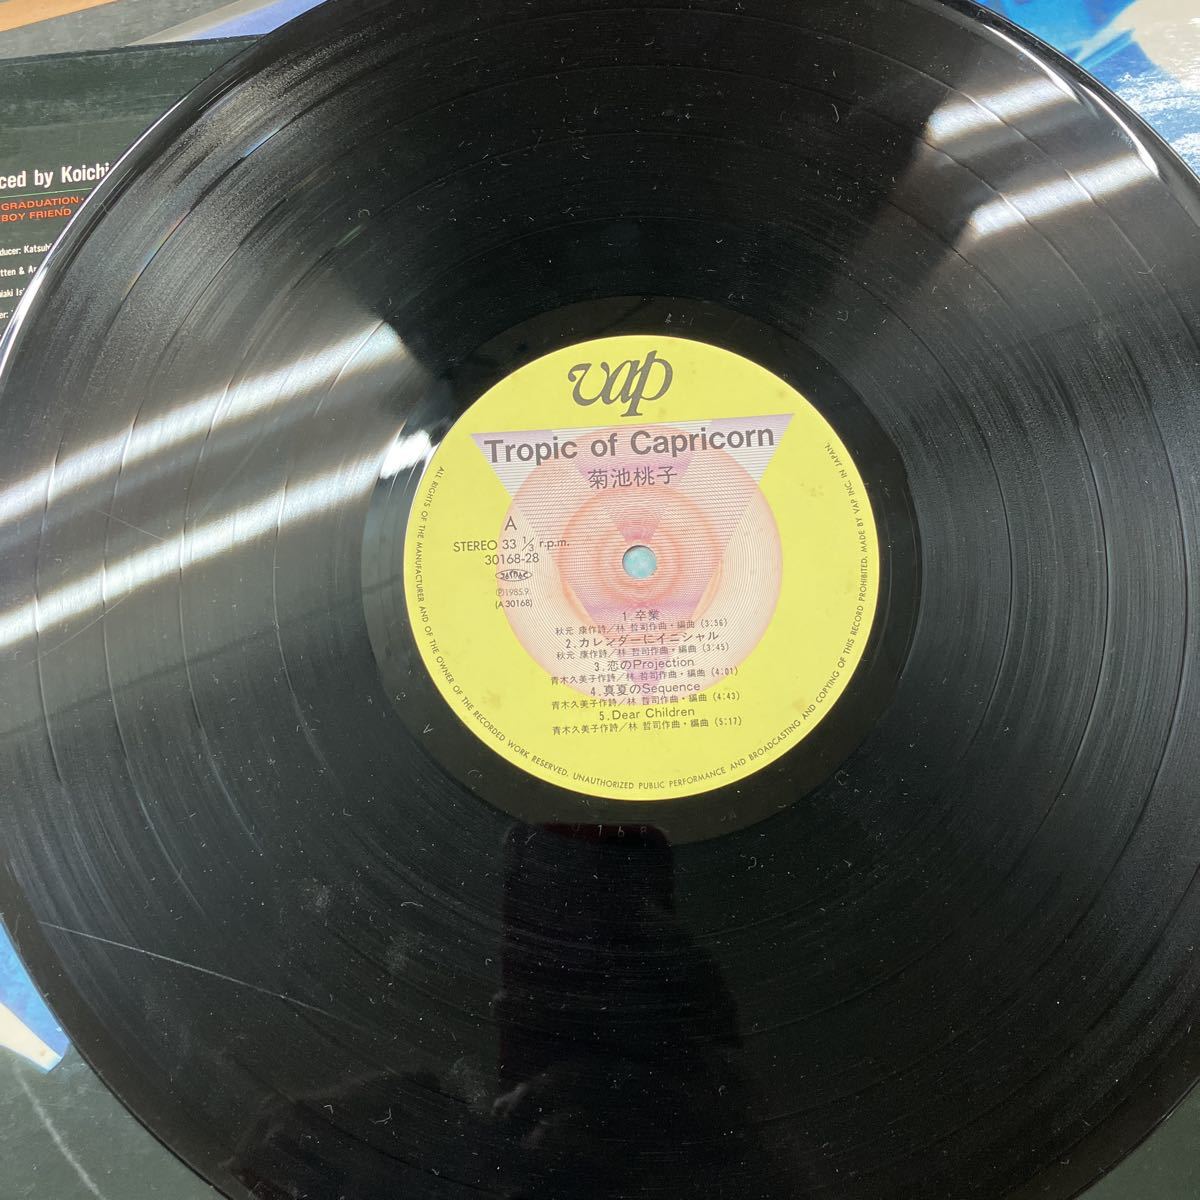 ced by Koichi
GRADUATION
BOY FRIEND
ducer: Katsuh
tten & Ar
vap
Tropic of Capricorn
菊池桃子
A
STEREO 33 1/3 r.p.m.
30168-28
JASRAC
Ⓟ1985.9
(A 30168)
1.卒業
秋元 康作詩/林 哲司作曲・編曲 (3:56)
2.カレンダーにイニシャル
秋元 康作詩/林 哲司作曲・編曲 (3:45)
3.恋のProjection
青木久美子作詩/林 哲司作曲・編曲 (4:01)
4.真夏のSequence
青木久美子作詩/林 哲司作曲・編曲 (4:43)
5.Dear Children
青木久美子作詩/林 哲司作曲・編曲 (5:17)
ALL RIGHTS OF THE MANUFACTURER AND OF THE OWNER OF THE RECORDED WORK RESERVED. UNAUTHORIZED PUBLIC PERFORMANCE AND BROADCASTING AND COPYING OF THIS RECORD PROHIBITED. MADE BY VAP INC. IN JAPAN.